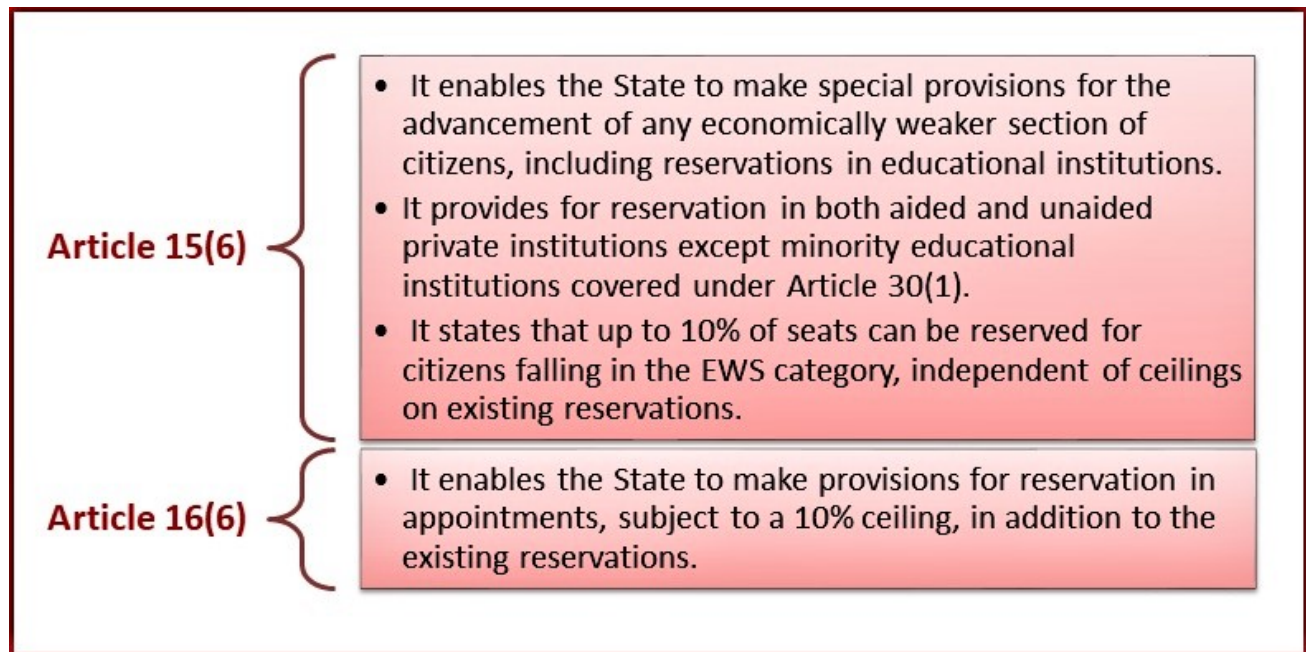 Article 15(6)
• It enables the State to make special provisions for the
advancement of any economically weaker section of
citizens, including reservations in educational institutions.
• It provides for reservation in both aided and unaided
private institutions except minority educational
institutions covered under Article 30(1).
• It states that up to 10% of seats can be reserved for
citizens falling in the EWS category, independent of ceilings
on existing reservations.
Article 16(6)
• It enables the State to make provisions for reservation in
appointments, subject to a 10% ceiling, in addition to the
existing reservations.